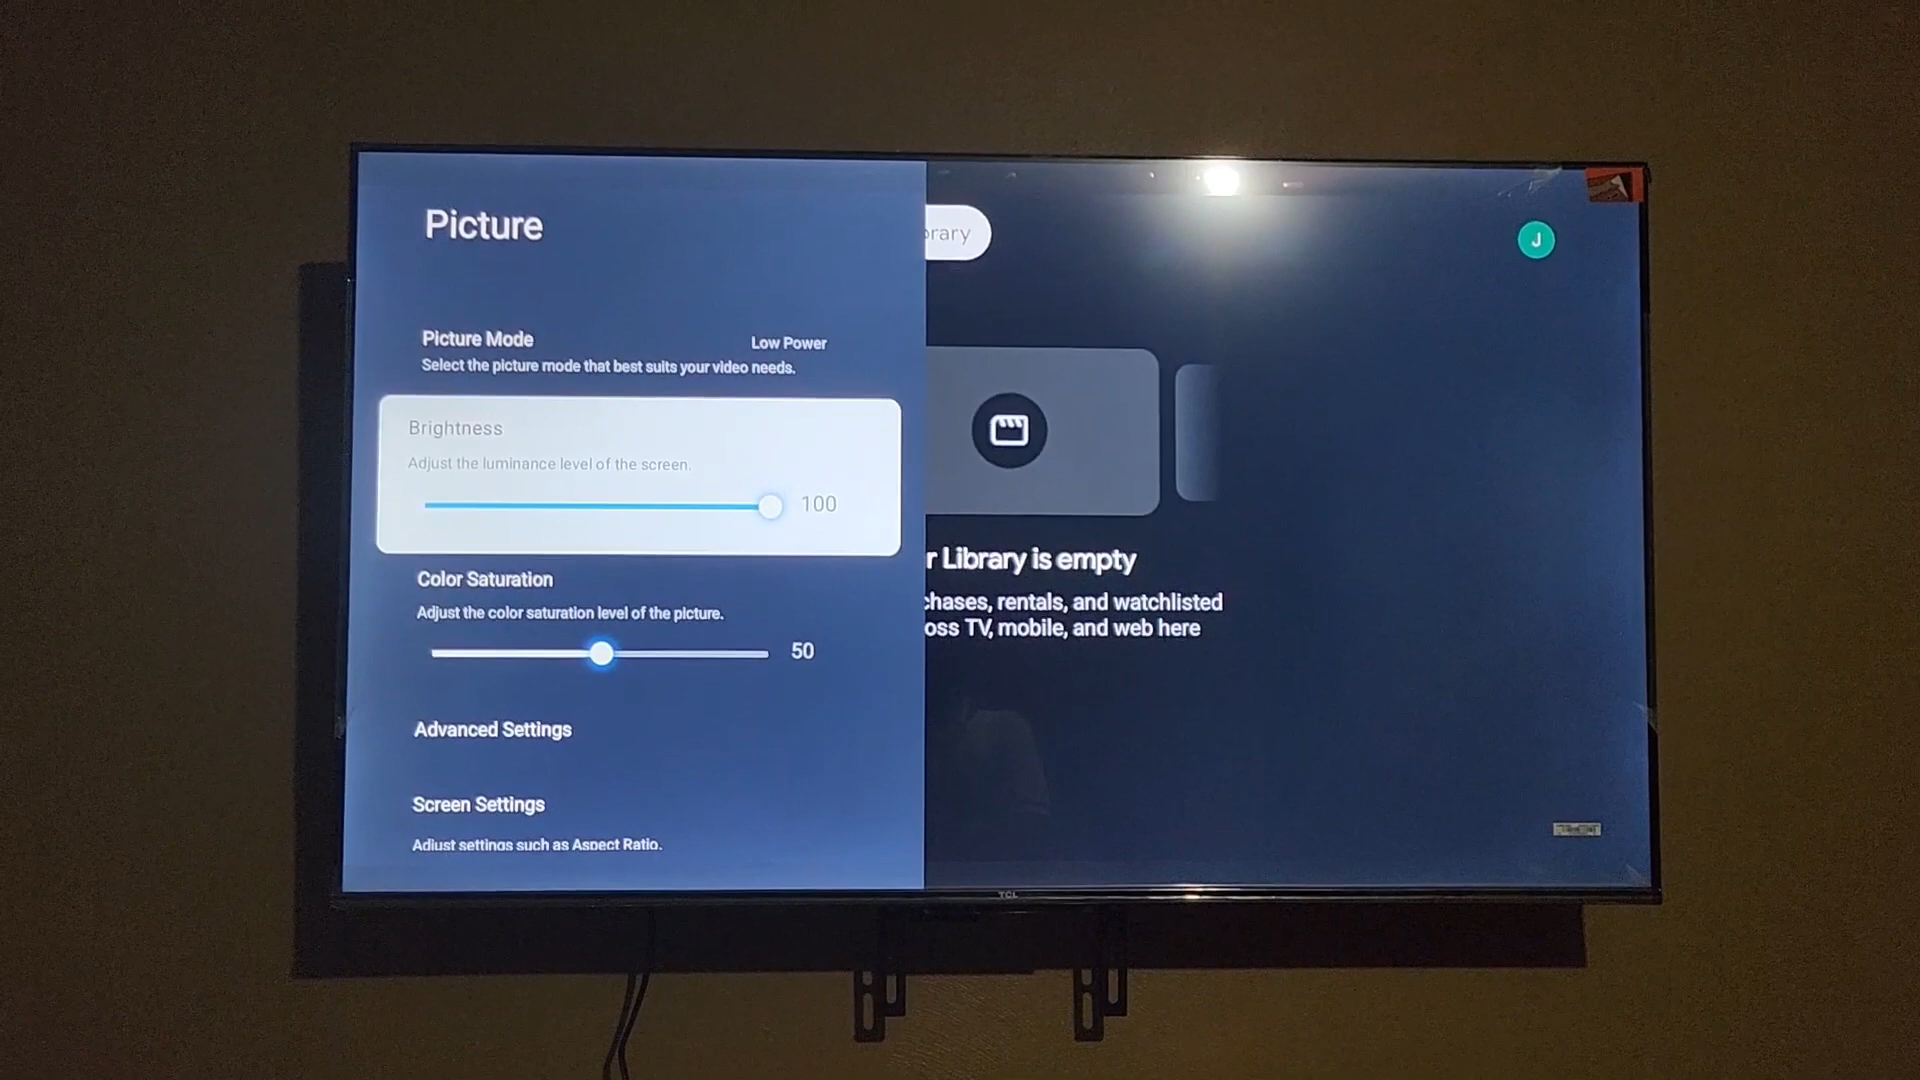 Picture
brary
J
Picture Mode
Low Power
Select the picture mode that best suits your video needs.
Brightness
Adjust the luminance level of the screen.
100
Color Saturation
Adjust the color saturation level of the picture.
50
r Library is empty
chases, rentals, and watchlisted
oss TV, mobile, and web here
Advanced Settings
Screen Settings
Adjust settings such as Aspect Ratio.
TCL